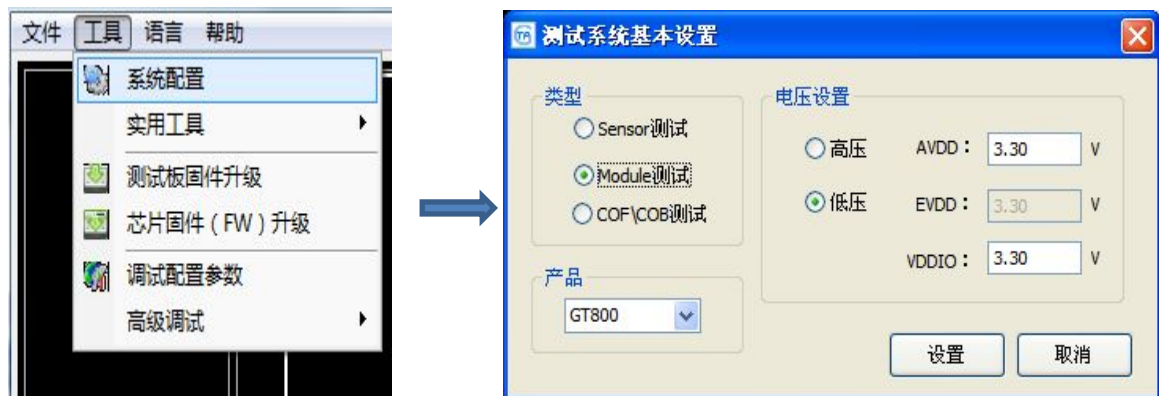 文件 工具 语言 帮助
系统配置
实用工具
测试板固件升级
芯片固件（FW）升级
调试配置参数
高级调试
测试系统基本设置
类型
Sensor测试
Module测试
COF\COB测试
产品
GT800
电压设置
高压 AVDD： 3.30 V
低压 EVDD： 3.30 V
VDDIO： 3.30 V
设置 取消